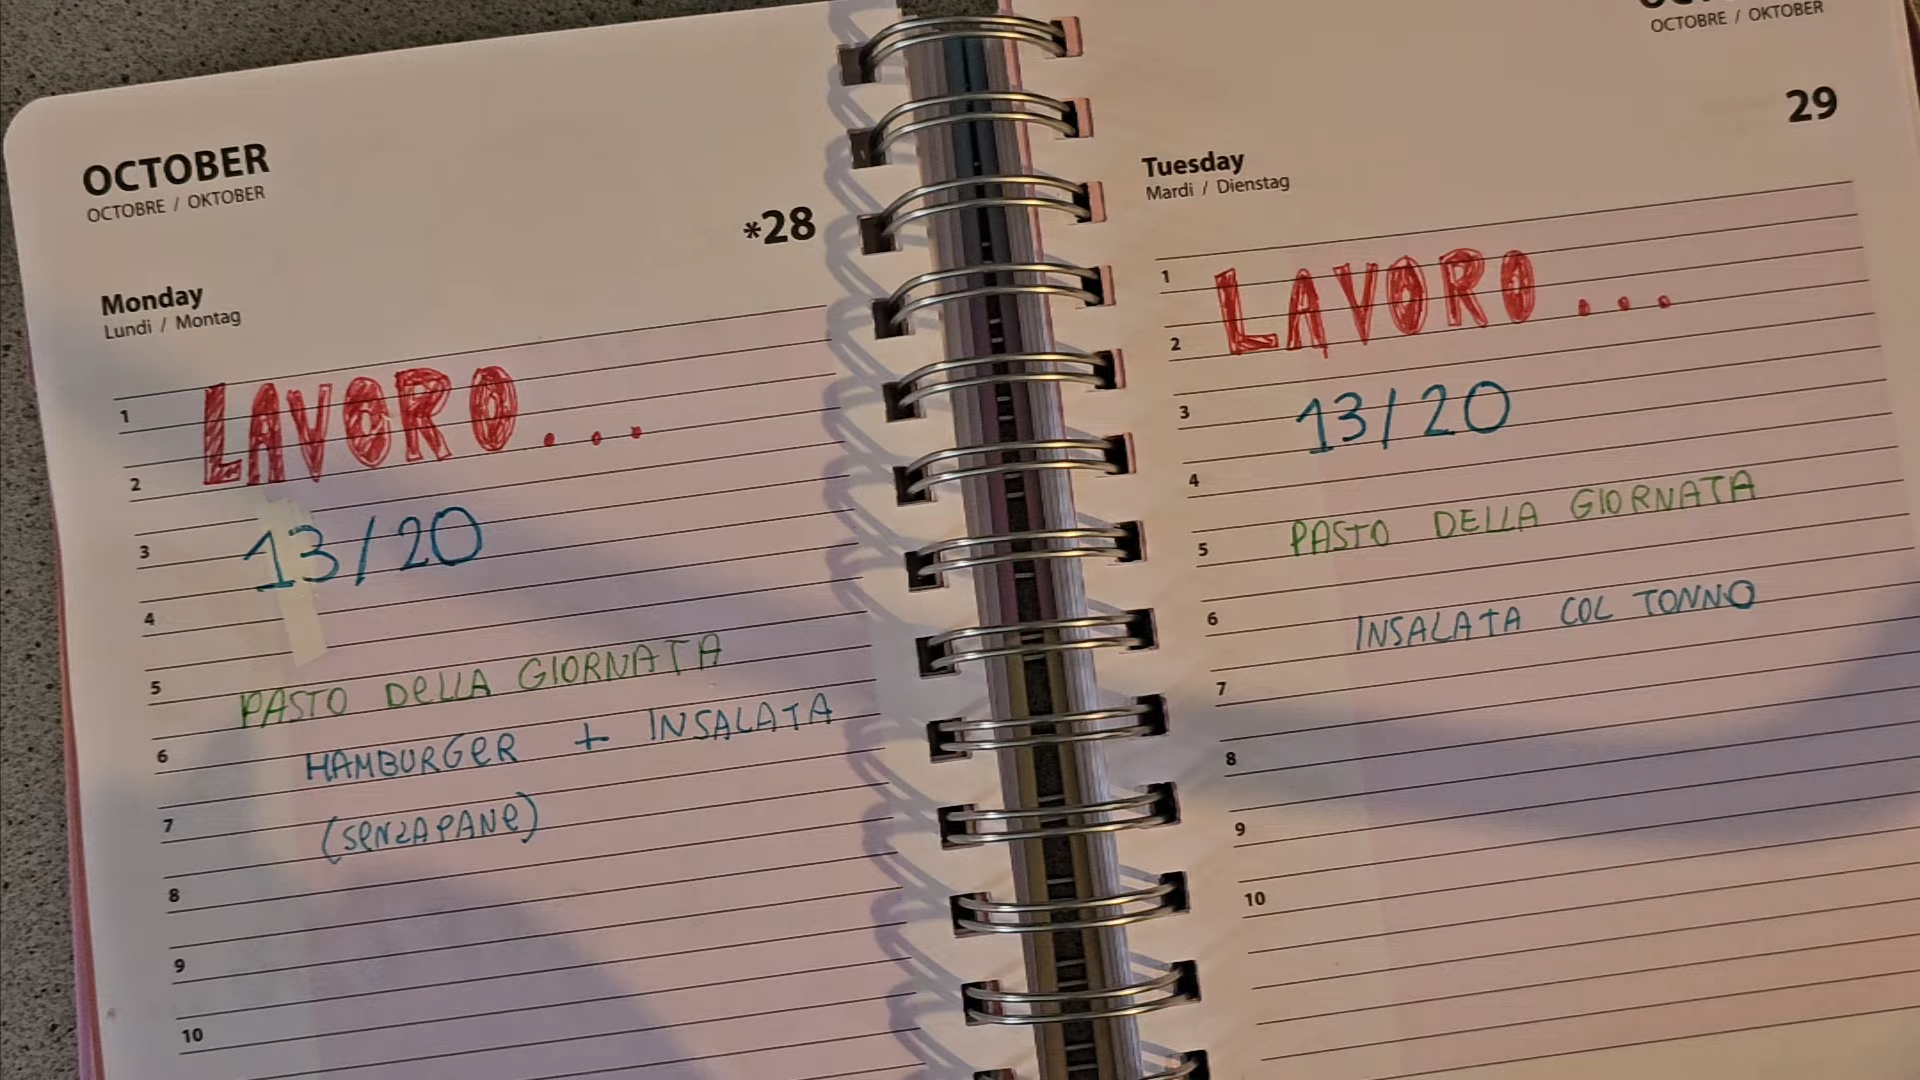 OCTOBER
OCTOBRE / OKTOBER
*28
Monday
Lundi / Montag
1
LAVORO...
2
3
13/20
4
5
PASTO DELLA GIORNATA
6
HAMBURGER + INSALATA
7
(SENZA PANE)
8
9
10
OCTOBRE / OKTOBER
29
Tuesday
Mardi / Dienstag
1
LAVORO...
2
3
13/20
4
5
PASTO DELLA GIORNATA
6
INSALATA COL TONNO
7
8
9
10